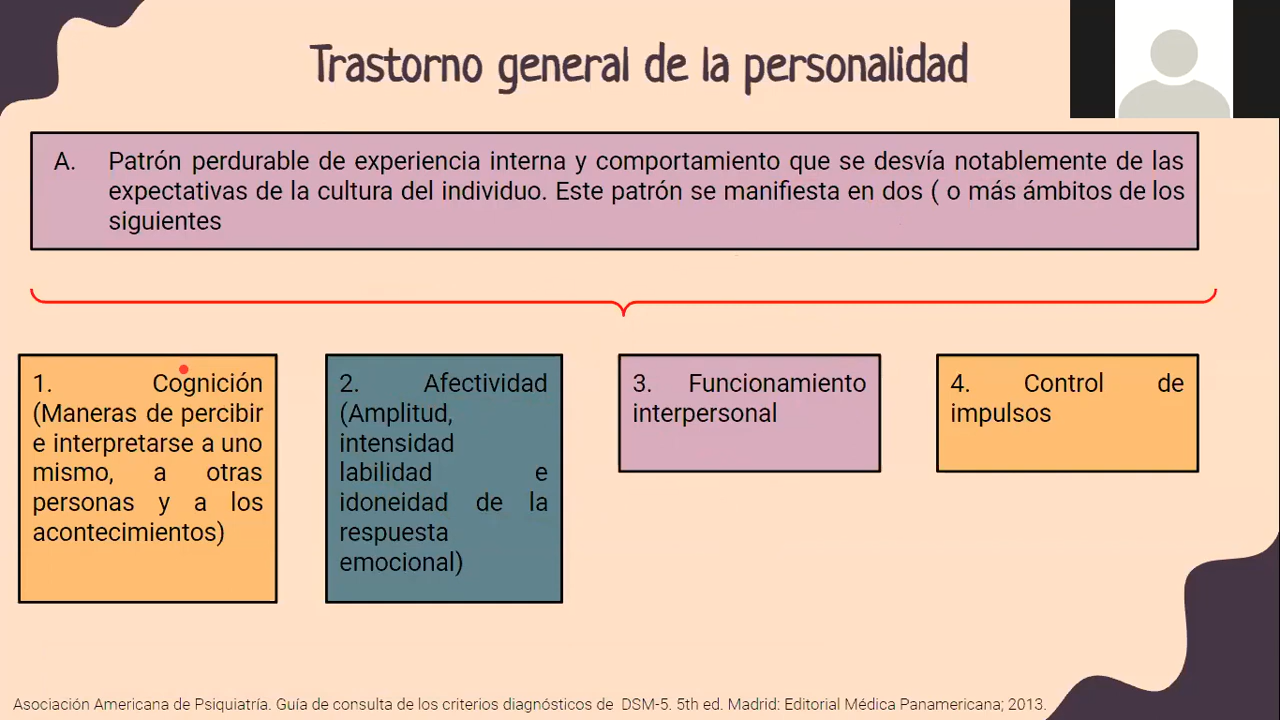 Trastorno general de la personalidad
A. Patrón perdurable de experiencia interna y comportamiento que se desvía notablemente de las
expectativas de la cultura del individuo. Este patrón se manifiesta en dos ( o más ámbitos de los
siguientes
1. Cognición
(Maneras de percibir
e interpretarse a uno
mismo, a otras
personas y a los
acontecimientos)
2. Afectividad
(Amplitud,
intensidad
labilidad e
idoneidad de la
respuesta
emocional)
3. Funcionamiento
interpersonal
4. Control de
impulsos
Asociación Americana de Psiquiatría. Guía de consulta de los criterios diagnósticos de DSM-5. 5th ed. Madrid: Editorial Médica Panamericana; 2013.